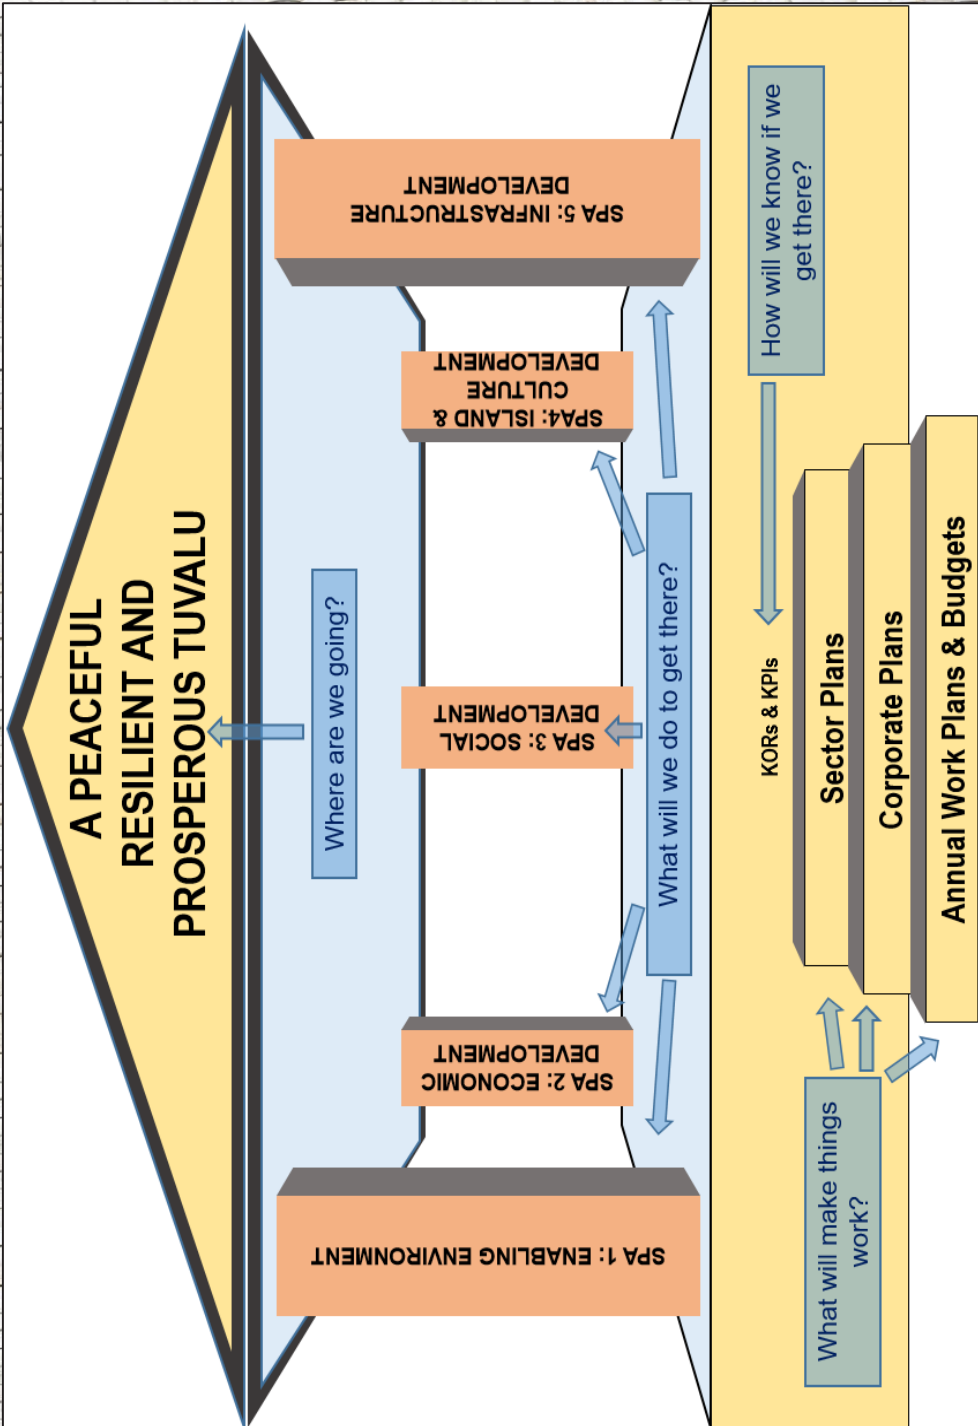 A PEACEFUL
RESILIENT AND
PROSPEROUS TUVALU
Where are we going?
SPA 1: ENABLING ENVIRONMENT
SPA 2: ECONOMIC
DEVELOPMENT
SPA 3: SOCIAL
DEVELOPMENT
SPA4: ISLAND &
CULTURE
DEVELOPMENT
SPA 5: INFRASTRUCTURE
DEVELOPMENT
What will we do to get there?
How will we know if we
get there?
KORs & KPIs
What will make things
work?
Sector Plans
Corporate Plans
Annual Work Plans & Budgets